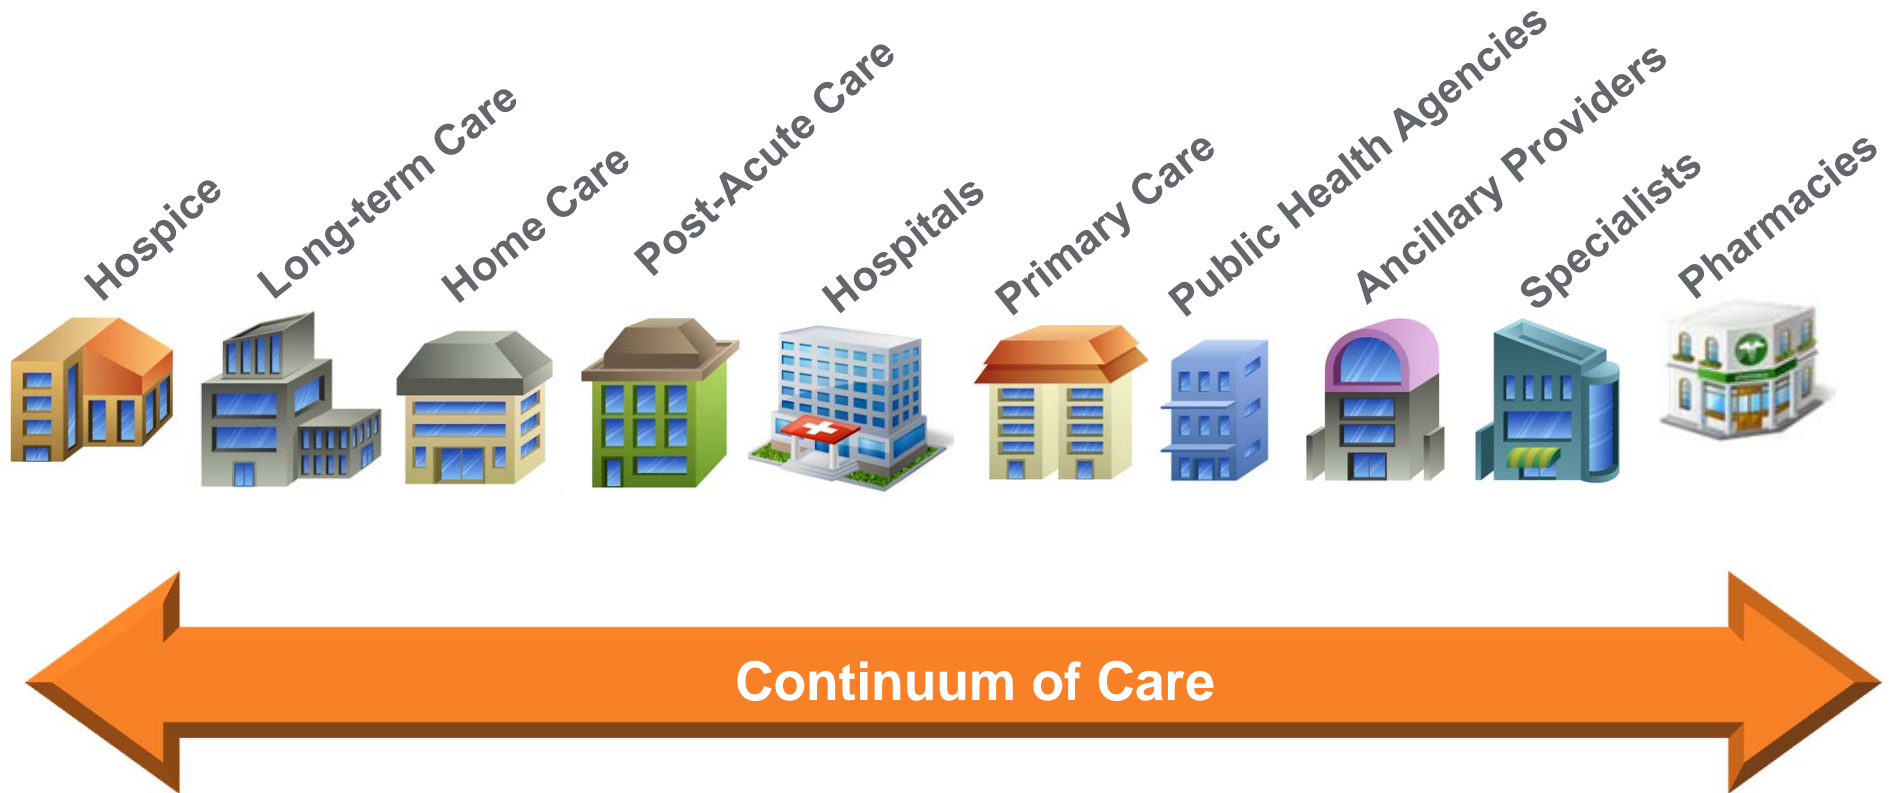 Hospice
Long-term Care
Home Care
Post-Acute Care
Hospitals
Primary Care
Public Health Agencies
Ancillary Providers
Specialists
Pharmacies
Continuum of Care